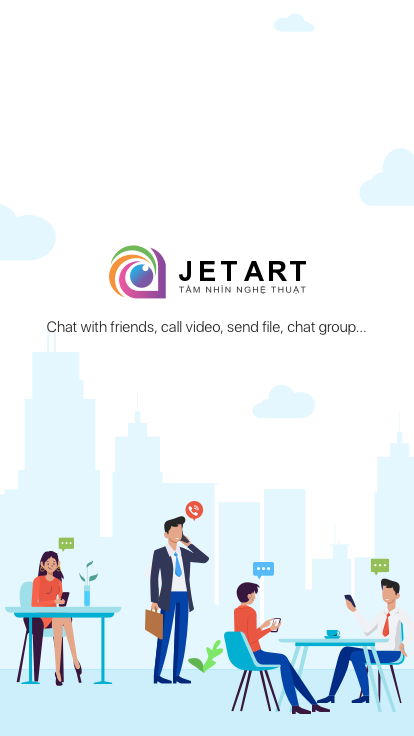 JETART
TẦM NHÌN NGHỆ THUẬT
Chat with friends, call video, send file, chat group...